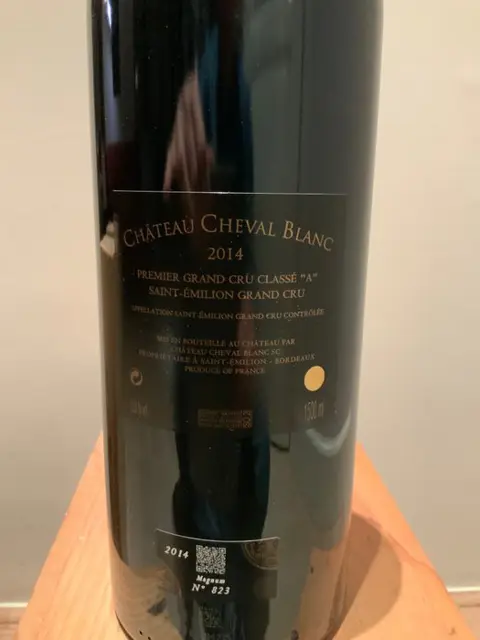 CHÂTEAU CHEVAL BLANC
2014
PREMIER GRAND CRU CLASSÉ "A"
SAINT-ÉMILION GRAND CRU
APPELLATION SAINT-ÉMILION GRAND CRU CONTRÔLÉE
MIS EN BOUTEILLE AU CHÂTEAU PAR
CHÂTEAU CHEVAL BLANC SC
PROPRIÉTAIRE À SAINT-ÉMILION - BORDEAUX
PRODUCE OF FRANCE
1500 ml
2014
Magnum
N° 823